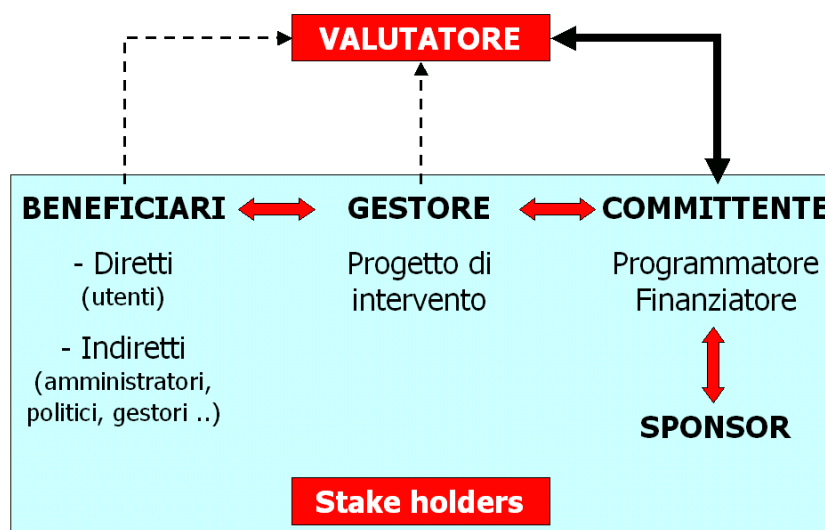 VALUTATORE
BENEFICIARI
- Diretti
(utenti)
- Indiretti
(amministratori,
politici, gestori ..)
GESTORE
Progetto di
intervento
COMMITTENTE
Programmatore
Finanziatore
SPONSOR
Stake holders